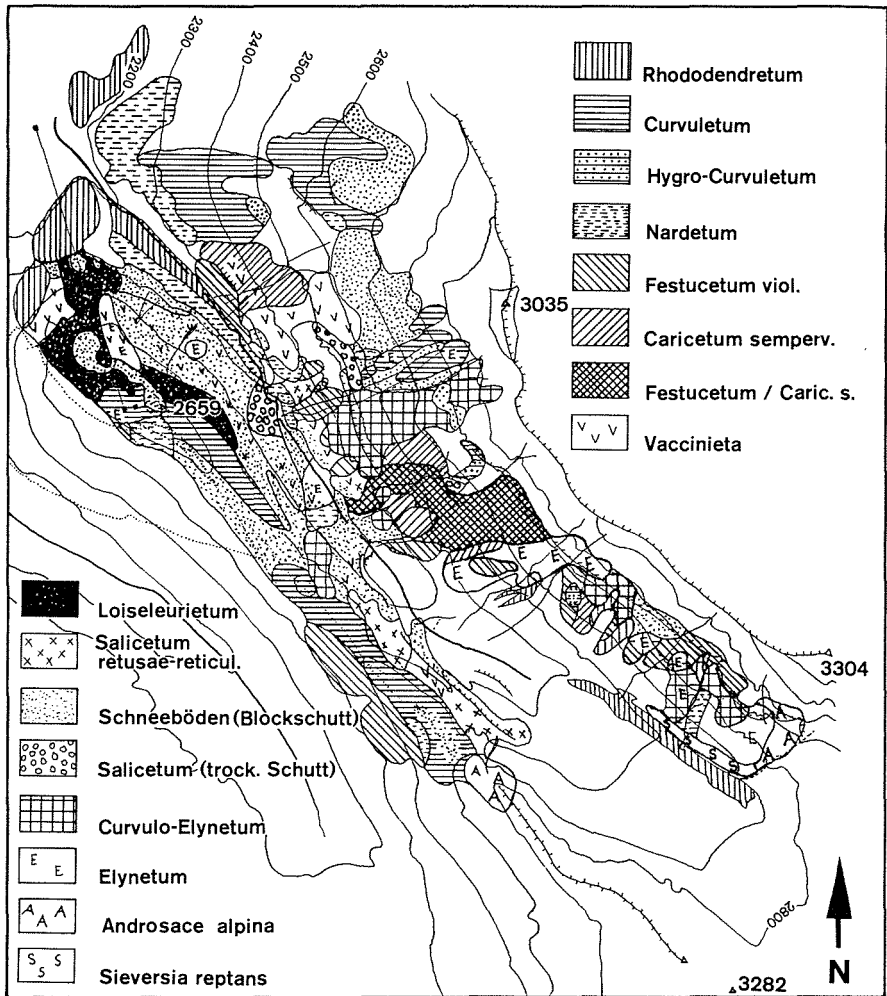 2200
2300
2400
2500
2600
Rhododendretum
Curvuletum
Hygro-Curvuletum
Nardetum
Festucetum viol.
3035
Caricetum semperv.
Festucetum / Caric. s.
2659
Vaccinieta
Loiseleurietum
Salicetum
retusae-reticul.
3304
Schneeböden (Blockschutt)
Salicetum (trock. Schutt)
Curvulo-Elynetum
E E Elynetum
A A A Androsace alpina
2800
S S S Sieversia reptans
N
3282